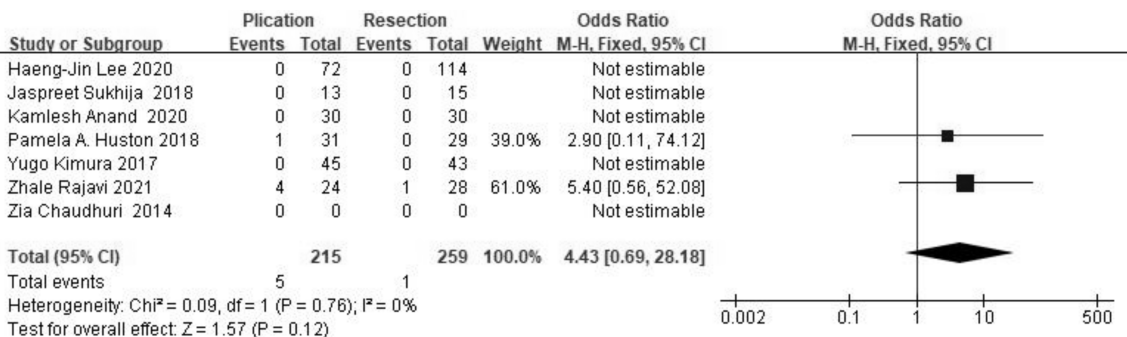 Plication Resection Odds Ratio Odds Ratio
Study or Subgroup Events Total Events Total Weight M-H, Fixed, 95% CI M-H, Fixed, 95% CI
Haeng-Jin Lee 2020 0 72 0 114 Not estimable
Jaspreet Sukhija 2018 0 13 0 15 Not estimable
Kamlesh Anand 2020 0 30 0 30 Not estimable
Pamela A. Huston 2018 1 31 0 29 39.0% 2.90 [0.11, 74.12]
Yugo Kimura 2017 0 45 0 43 Not estimable
Zhale Rajavi 2021 4 24 1 28 61.0% 5.40 [0.56, 52.08]
Zia Chaudhuri 2014 0 0 0 0 Not estimable
Total (95% CI) 215 259 100.0% 4.43 [0.69, 28.18]
Total events 5 1
Heterogeneity: Chi² = 0.09, df = 1 (P = 0.76); I² = 0%
Test for overall effect: Z = 1.57 (P = 0.12)
0.002 0.1 1 10 500